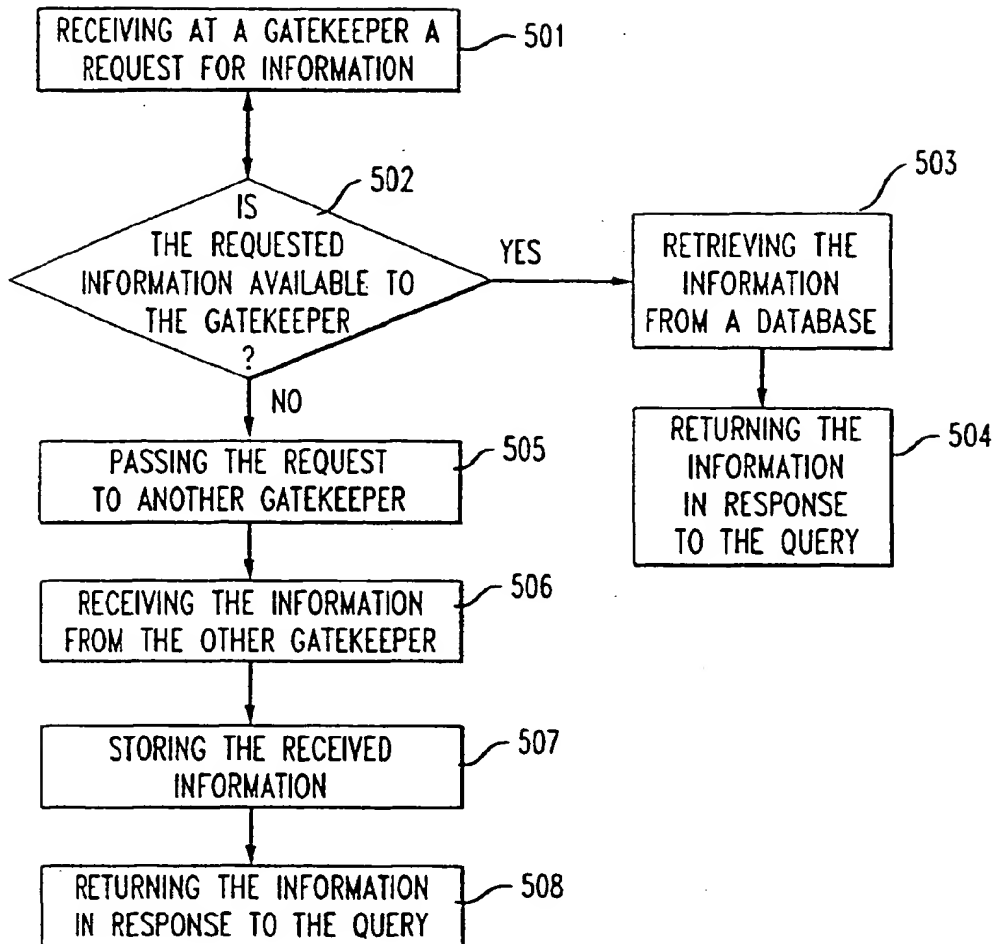 RECEIVING AT A GATEKEEPER A
REQUEST FOR INFORMATION
501
IS
THE REQUESTED
INFORMATION AVAILABLE TO
THE GATEKEEPER
?
502
YES
503
RETRIEVING THE
INFORMATION
FROM A DATABASE
RETURNING THE
INFORMATION
IN RESPONSE
TO THE QUERY
504
NO
PASSING THE REQUEST
TO ANOTHER GATEKEEPER
505
RECEIVING THE INFORMATION
FROM THE OTHER GATEKEEPER
506
STORING THE RECEIVED
INFORMATION
507
RETURNING THE INFORMATION
IN RESPONSE TO THE QUERY
508